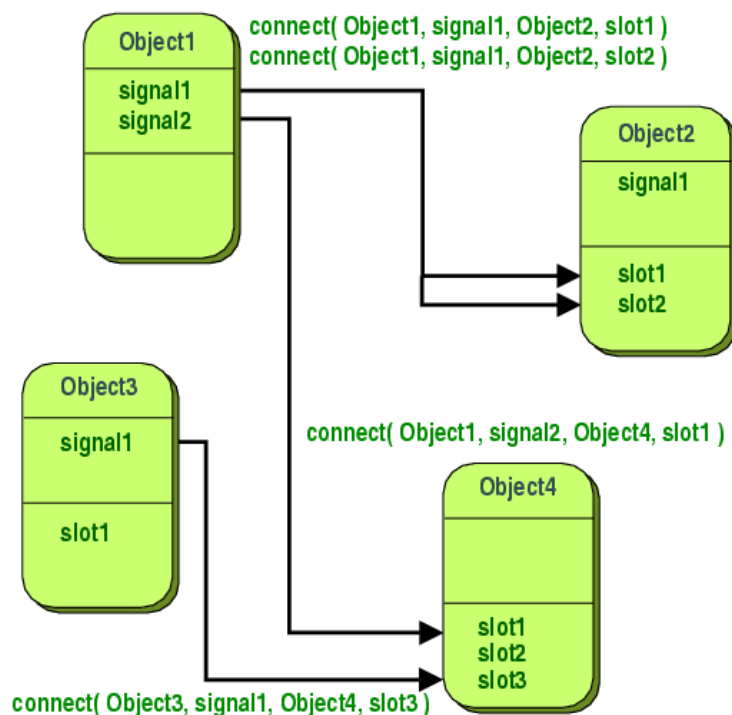 Object1
connect( Object1, signal1, Object2, slot1 )
connect( Object1, signal1, Object2, slot2 )
signal1
signal2
Object2
signal1
slot1
slot2
Object3
signal1
slot1
connect( Object1, signal2, Object4, slot1 )
Object4
slot1
slot2
slot3
connect( Object3, signal1, Object4, slot3 )